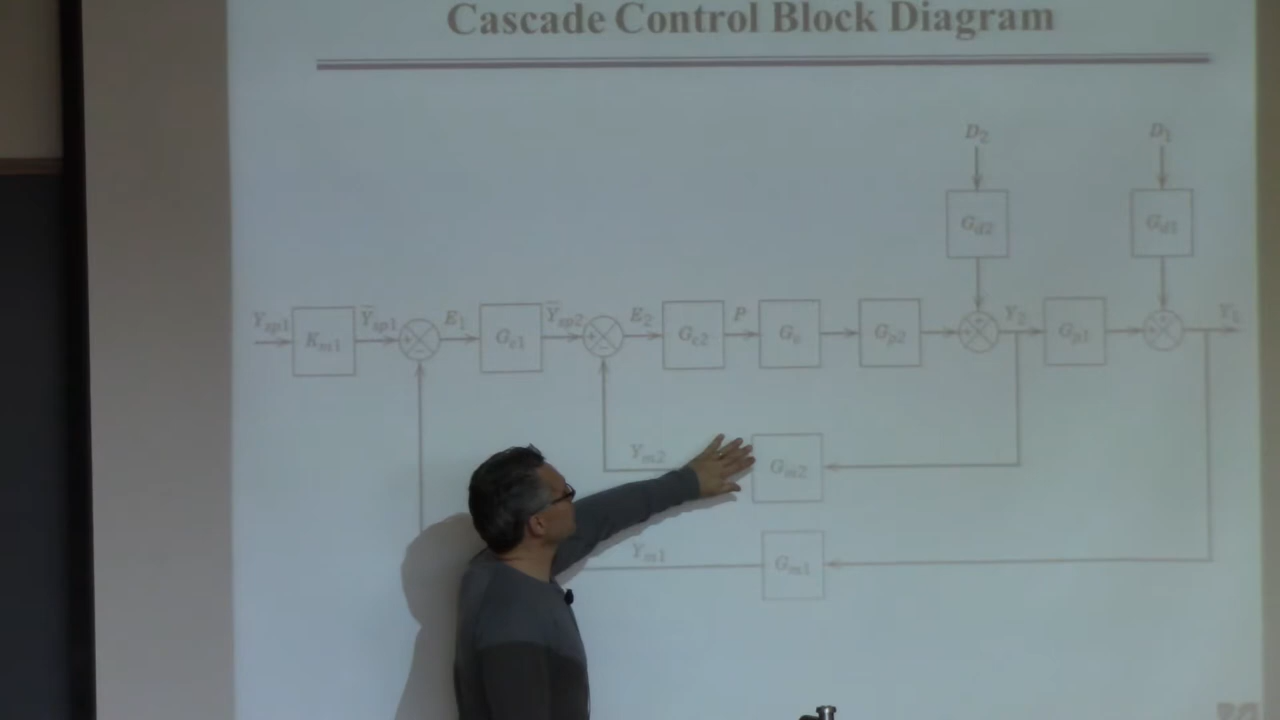 Cascade Control Block Diagram
D2 D1
Gd2 Gd1
Ysp1 Km1 Ỹsp1 E1 Gc1 Ỹsp2 E2 Gc2 P Gv Gp2 Y2 Gp1 Y1
Ym2 Gm2
Ym1 Gm1